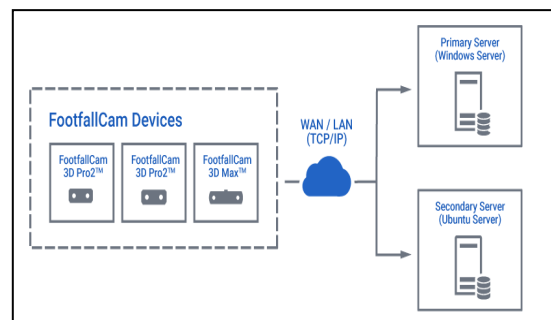 FootfallCam Devices
FootfallCam
3D Pro2™
FootfallCam
3D Pro2™
FootfallCam
3D Max™
WAN / LAN
(TCP/IP)
Primary Server
(Windows Server)
Secondary Server
(Ubuntu Server)